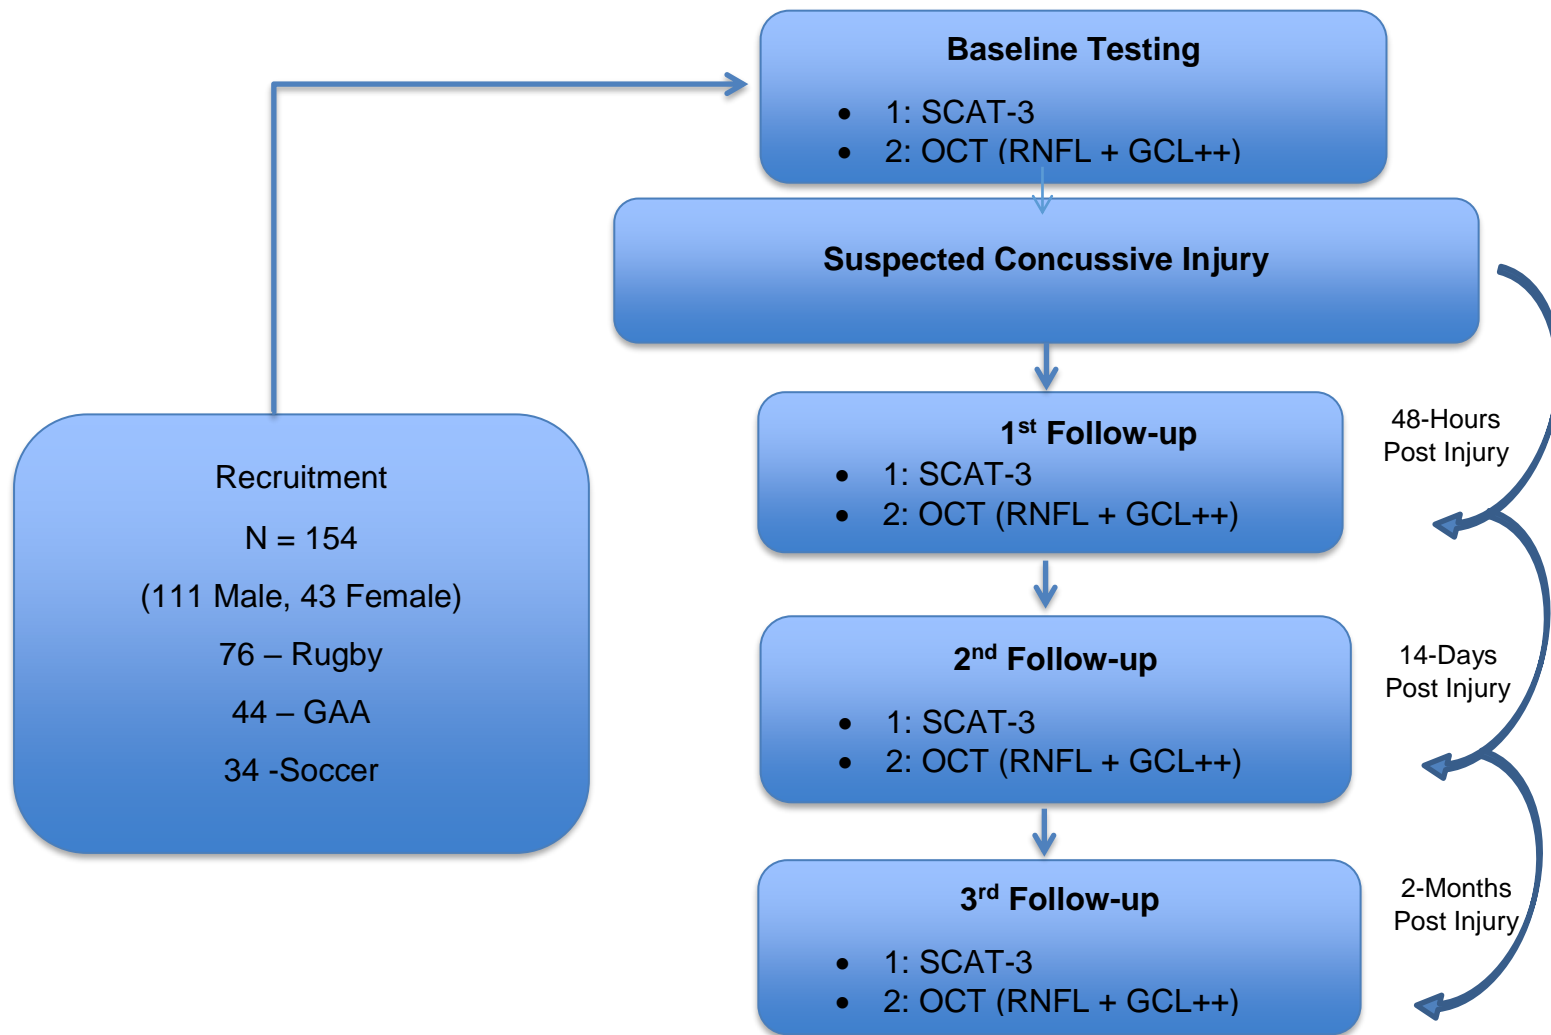 Baseline Testing
• 1: SCAT-3
• 2: OCT (RNFL + GCL++)
Suspected Concussive Injury
1st Follow-up
• 1: SCAT-3
• 2: OCT (RNFL + GCL++)
48-Hours
Post Injury
Recruitment
N = 154
(111 Male, 43 Female)
76 – Rugby
44 – GAA
34 -Soccer
2nd Follow-up
• 1: SCAT-3
• 2: OCT (RNFL + GCL++)
14-Days
Post Injury
3rd Follow-up
• 1: SCAT-3
• 2: OCT (RNFL + GCL++)
2-Months
Post Injury